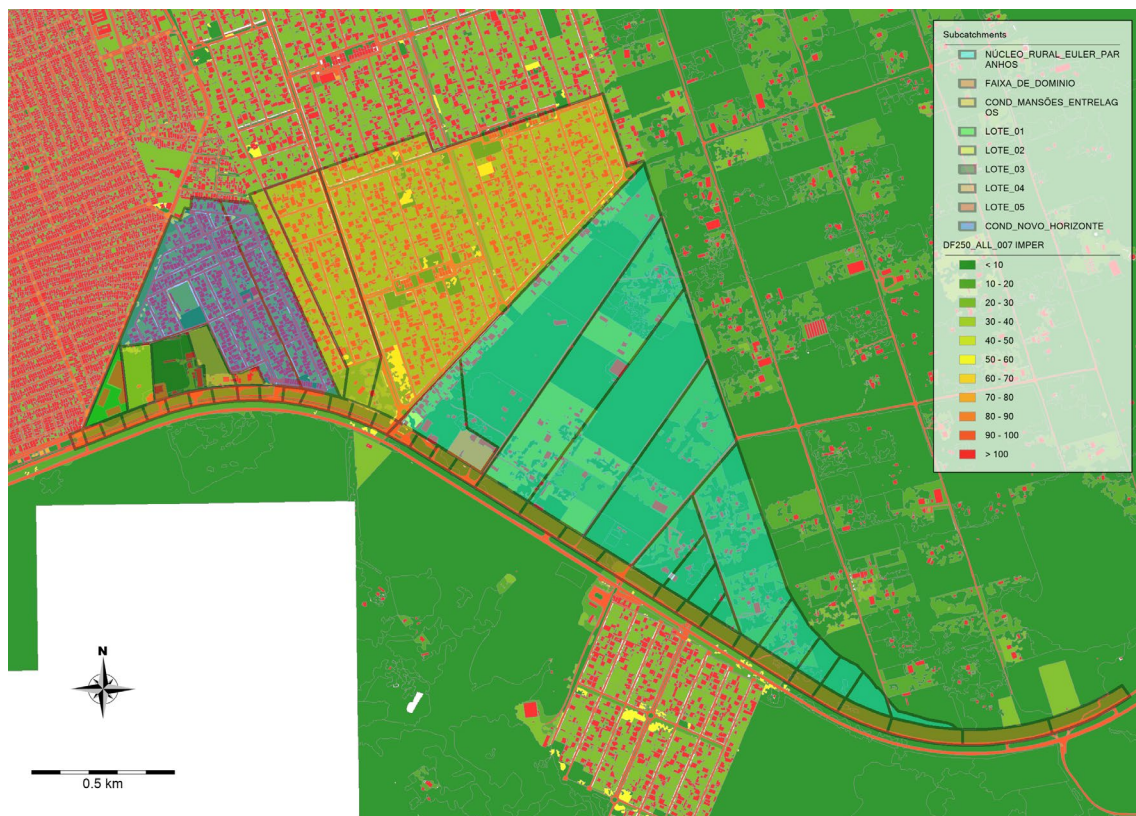 Subcatchments
NÚCLEO_RURAL_EULER_PAR
ANHOS
FAIXA_DE_DOMINIO
COND_MANSÕES_ENTRELAG
OS
LOTE_01
LOTE_02
LOTE_03
LOTE_04
LOTE_05
COND_NOVO_HORIZONTE
DF250_ALL_007 IMPER
< 10
10 - 20
20 - 30
30 - 40
40 - 50
50 - 60
60 - 70
70 - 80
80 - 90
90 - 100
> 100
N
0.5 km